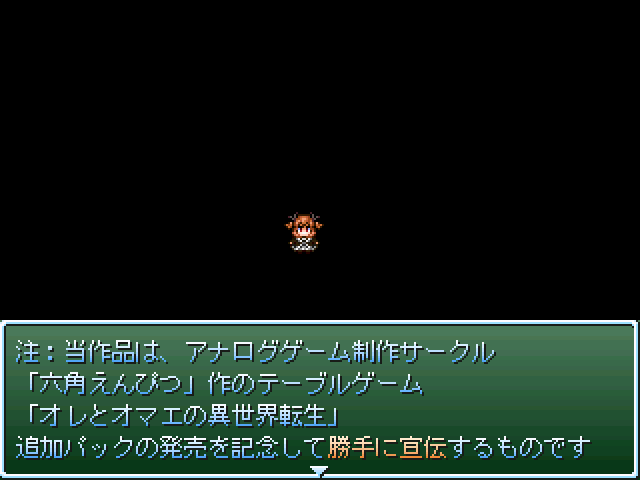 注：当作品は、アナログゲーム制作サークル
「六角えんぴつ」作のテーブルゲーム
「オレとオマエの異世界転生」
追加パックの発売を記念して勝手に宣伝するものです